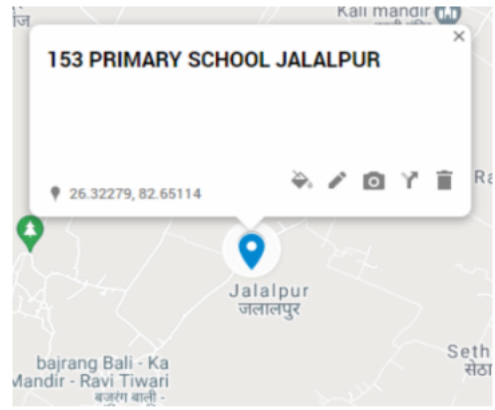 Kali mandir
153 PRIMARY SCHOOL JALALPUR
26.32279, 82.65114
Jalalpur
जलालपुर
bajrang Bali - Ka
Mandir - Ravi Tiwari
बजरंग बाली -
Seth
सेठा